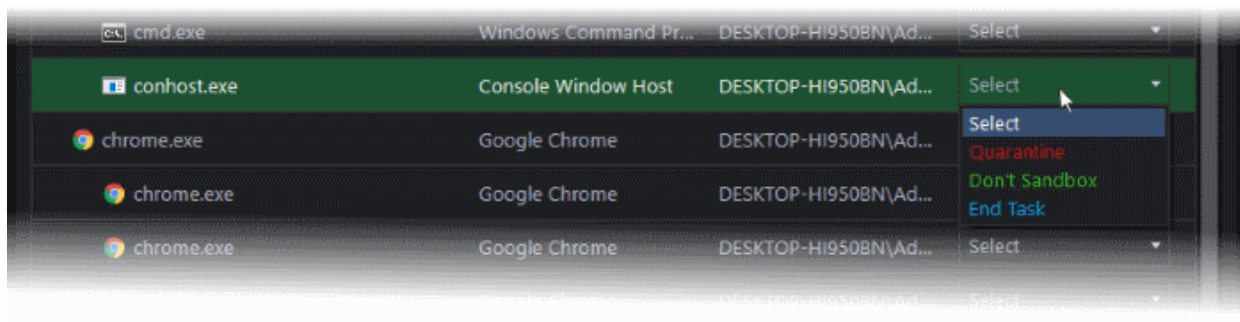 cmd.exe Windows Command Pr... DESKTOP-HI950BN\Ad... Select
conhost.exe Console Window Host DESKTOP-HI950BN\Ad... Select
Select
chrome.exe Google Chrome DESKTOP-HI950BN\Ad...
Quarantine
Don't Sandbox
chrome.exe Google Chrome DESKTOP-HI950BN\Ad...
End Task
chrome.exe Google Chrome DESKTOP-HI950BN\Ad... Select